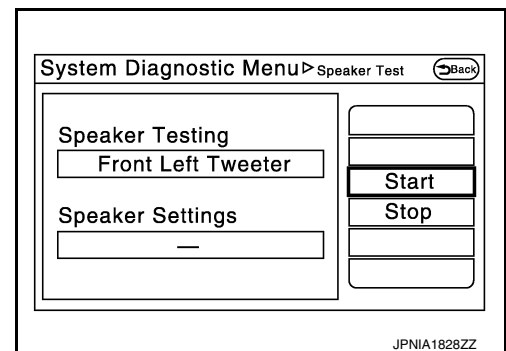 System Diagnostic Menu▷Speaker Test Back
Speaker Testing
Front Left Tweeter
Start
Stop
Speaker Settings
—
JPNIA1828ZZ